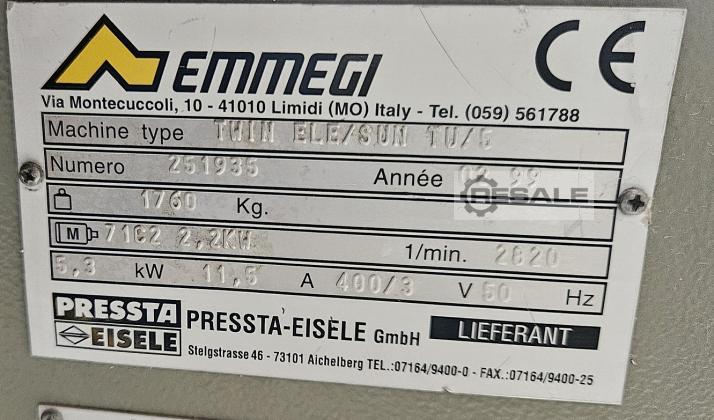 EMMEGI CE
Via Montecuccoli, 10 - 41010 Limidi (MO) Italy - Tel. (059) 561788
Machine type TWIN ELE/SUN TU/5
Numero 251935 Année 02 99
RESALE
1760 Kg.
M 71C2 2,2KW 1/min. 2820
5,3 kW 11,5 A 400/3 V 50 Hz
PRESSTA
EISELE
PRESSTA-EISELE GmbH LIEFERANT
Stelgstrasse 46 - 73101 Aichelberg TEL.:07164/9400-0 - FAX.:07164/9400-25